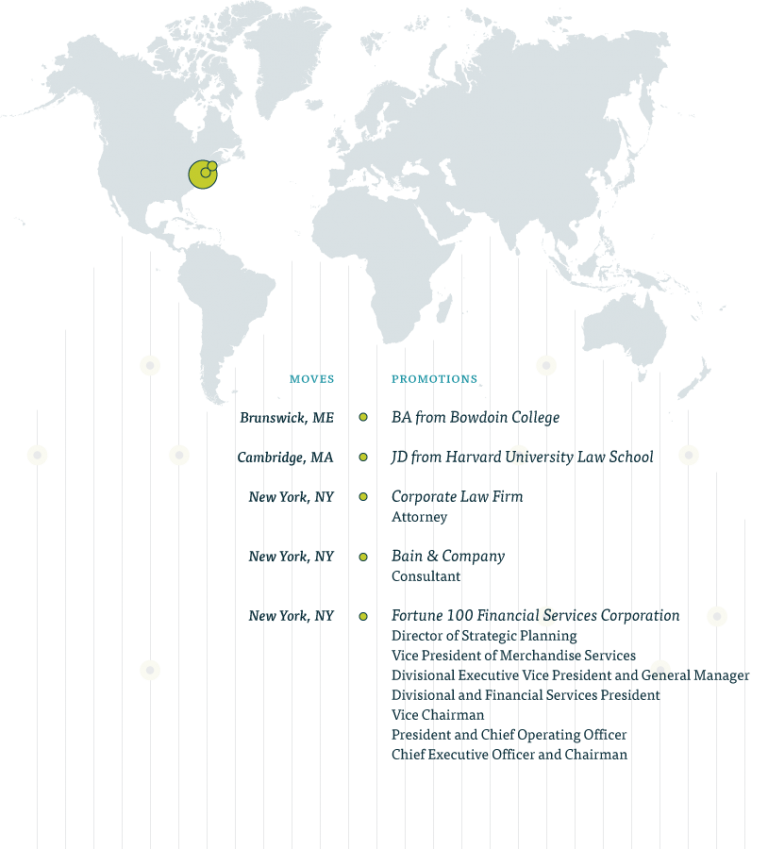 MOVES PROMOTIONS
Brunswick, ME BA from Bowdoin College
Cambridge, MA JD from Harvard University Law School
New York, NY Corporate Law Firm
Attorney
New York, NY Bain & Company
Consultant
New York, NY Fortune 100 Financial Services Corporation
Director of Strategic Planning
Vice President of Merchandise Services
Divisional Executive Vice President and General Manager
Divisional and Financial Services President
Vice Chairman
President and Chief Operating Officer
Chief Executive Officer and Chairman